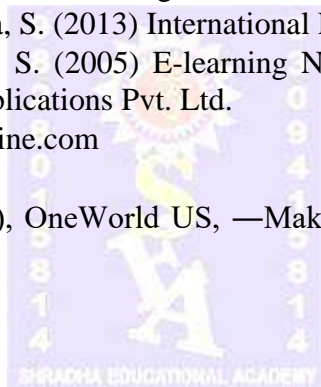 , S. (2013) International
S. (2005) E-learning N
plications Pvt. Ltd.
ine.com
), OneWorld US, —Mak
SHRADHA EDUCATIONAL ACADEMY